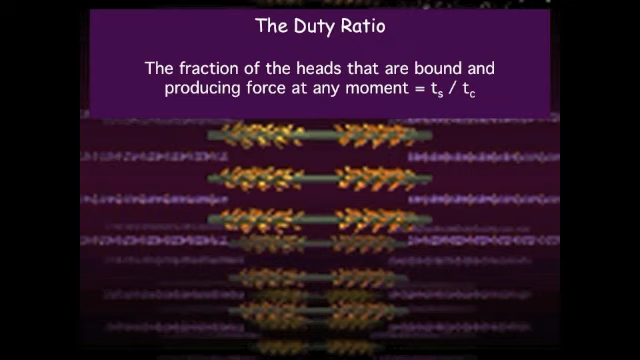 The Duty Ratio
The fraction of the heads that are bound and
producing force at any moment = ts / tc